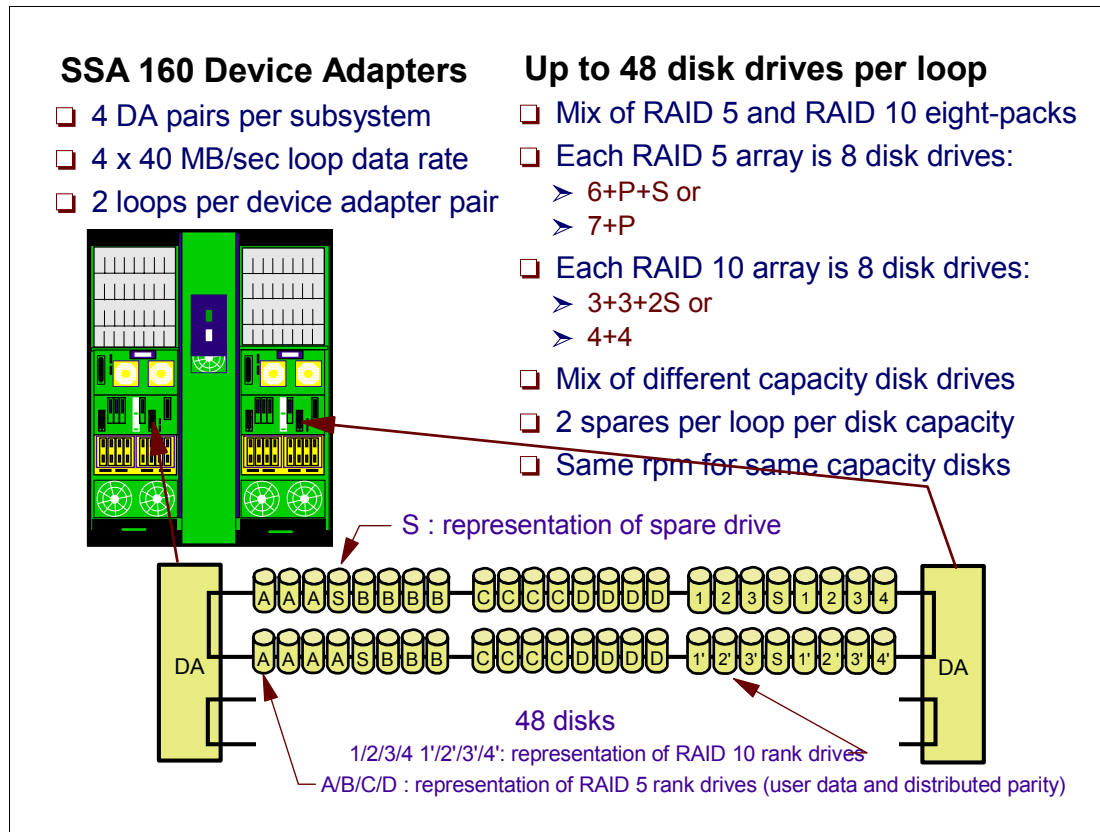 SSA 160 Device Adapters
4 DA pairs per subsystem
4 x 40 MB/sec loop data rate
2 loops per device adapter pair
Up to 48 disk drives per loop
Mix of RAID 5 and RAID 10 eight-packs
Each RAID 5 array is 8 disk drives:
6+P+S or
7+P
Each RAID 10 array is 8 disk drives:
3+3+2S or
4+4
Mix of different capacity disk drives
2 spares per loop per disk capacity
Same rpm for same capacity disks
S : representation of spare drive
A A A S B B B B C C C C D D D D 1 2 3 S 1 2 3 4
A A A A S B B B C C C C D D D D 1' 2' 3' S 1' 2' 3' 4'
DA DA
48 disks
1/2/3/4 1'/2'/3'/4': representation of RAID 10 rank drives
A/B/C/D : representation of RAID 5 rank drives (user data and distributed parity)